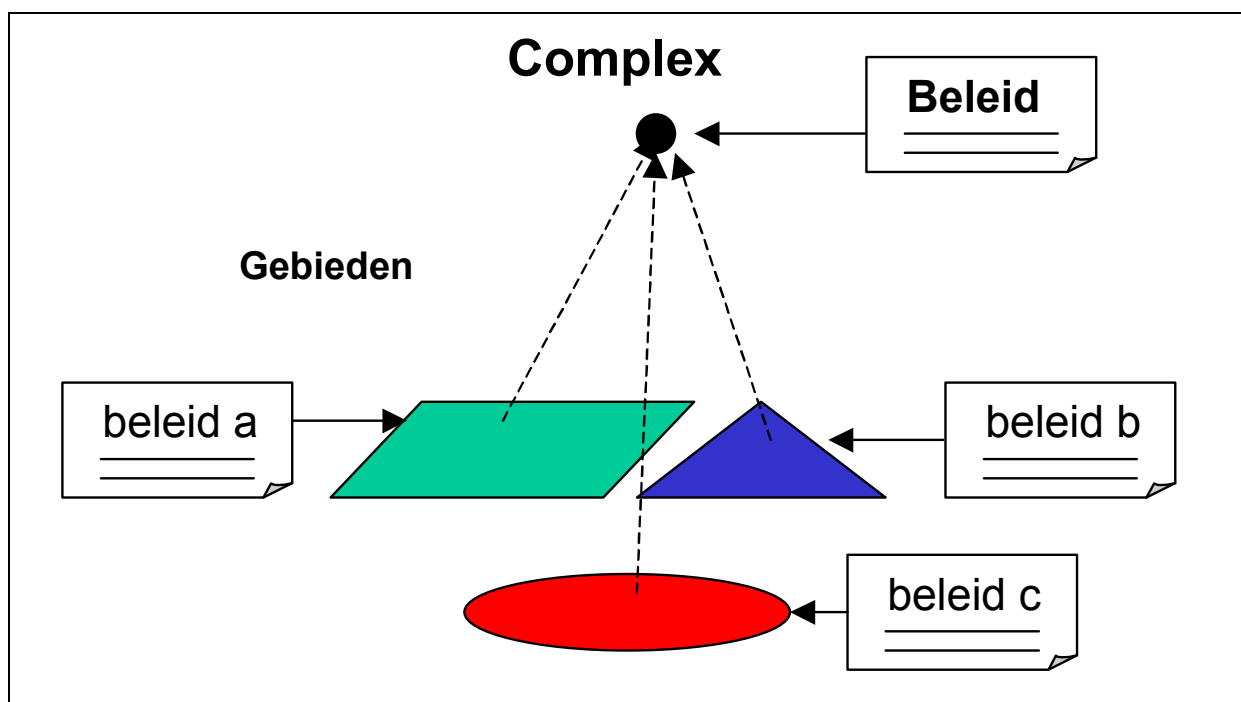 Complex
Beleid
Gebieden
beleid a
beleid b
beleid c